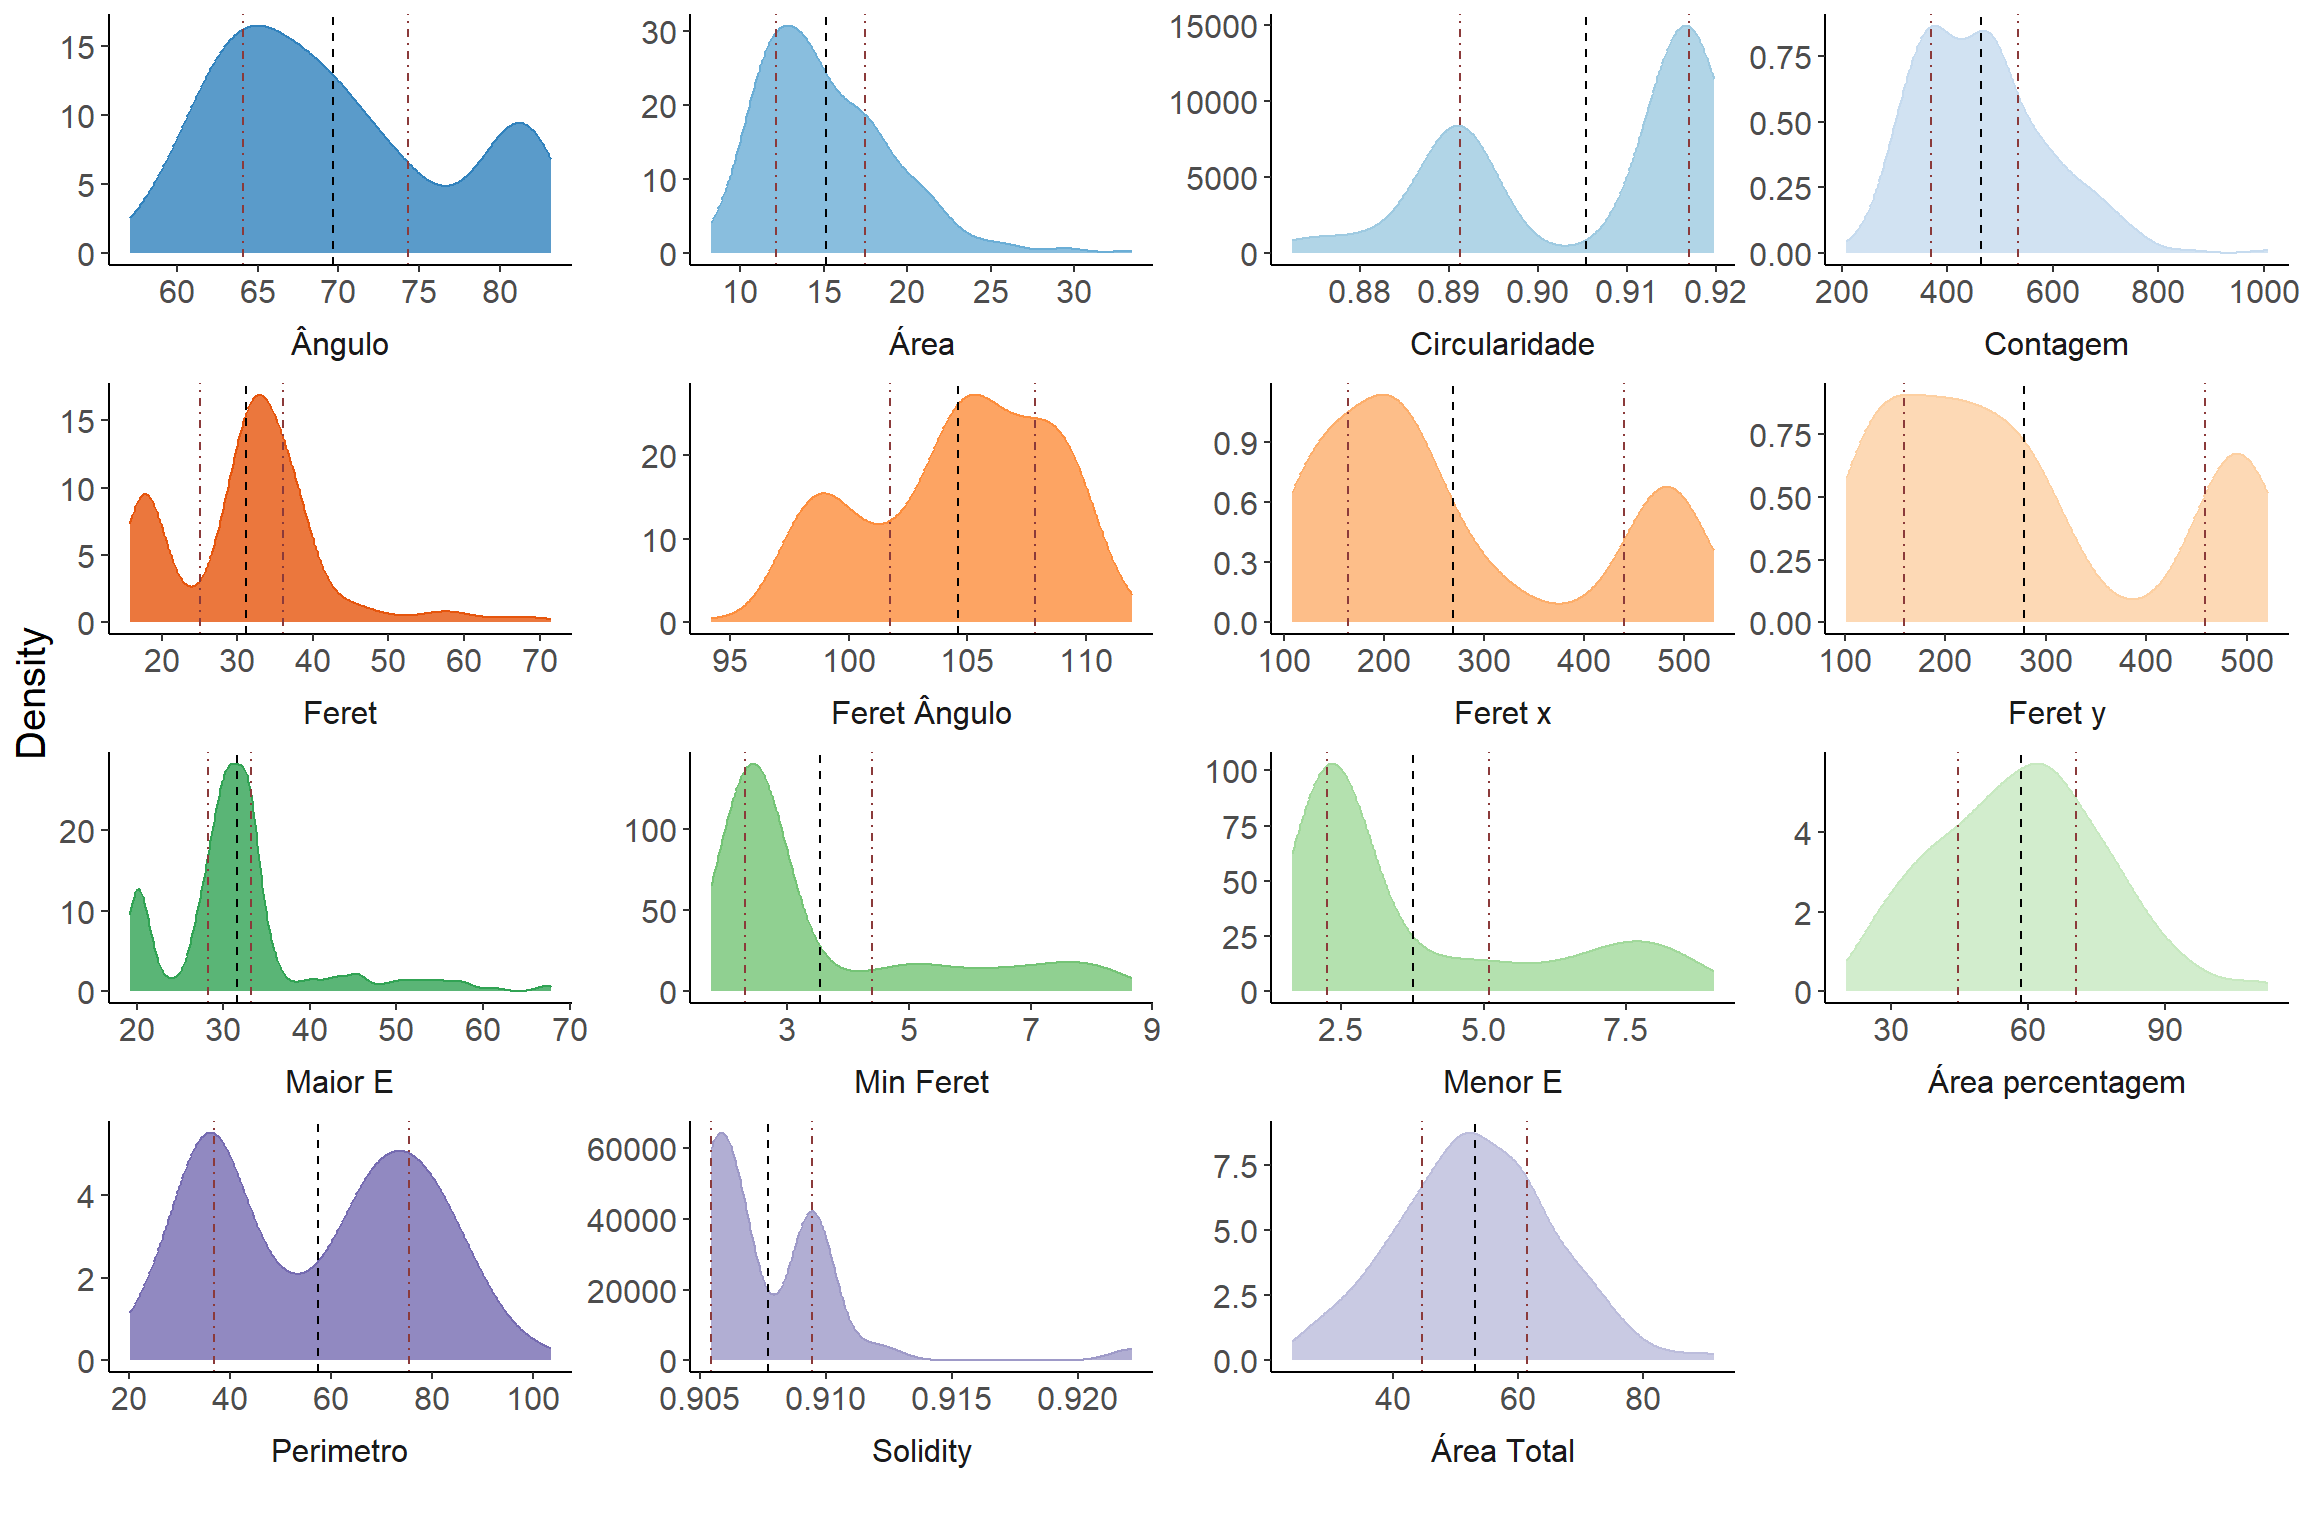 Density
15
10
5
0
60 65 70 75 80
Ângulo
30
20
10
0
10 15 20 25 30
Área
15000
10000
5000
0
0.88 0.89 0.90 0.91 0.92
Circularidade
0.75
0.50
0.25
0.00
200 400 600 800 1000
Contagem
15
10
5
0
20 30 40 50 60 70
Feret
20
10
0
95 100 105 110
Feret Ângulo
0.9
0.6
0.3
0.0
100 200 300 400 500
Feret x
0.75
0.50
0.25
0.00
100 200 300 400 500
Feret y
20
10
0
20 30 40 50 60 70
Maior E
100
50
0
3 5 7 9
Min Feret
100
75
50
25
0
2.5 5.0 7.5
Menor E
4
2
0
30 60 90
Área percentagem
4
2
0
20 40 60 80 100
Perimetro
60000
40000
20000
0
0.905 0.910 0.915 0.920
Solidity
7.5
5.0
2.5
0.0
40 60 80
Área Total